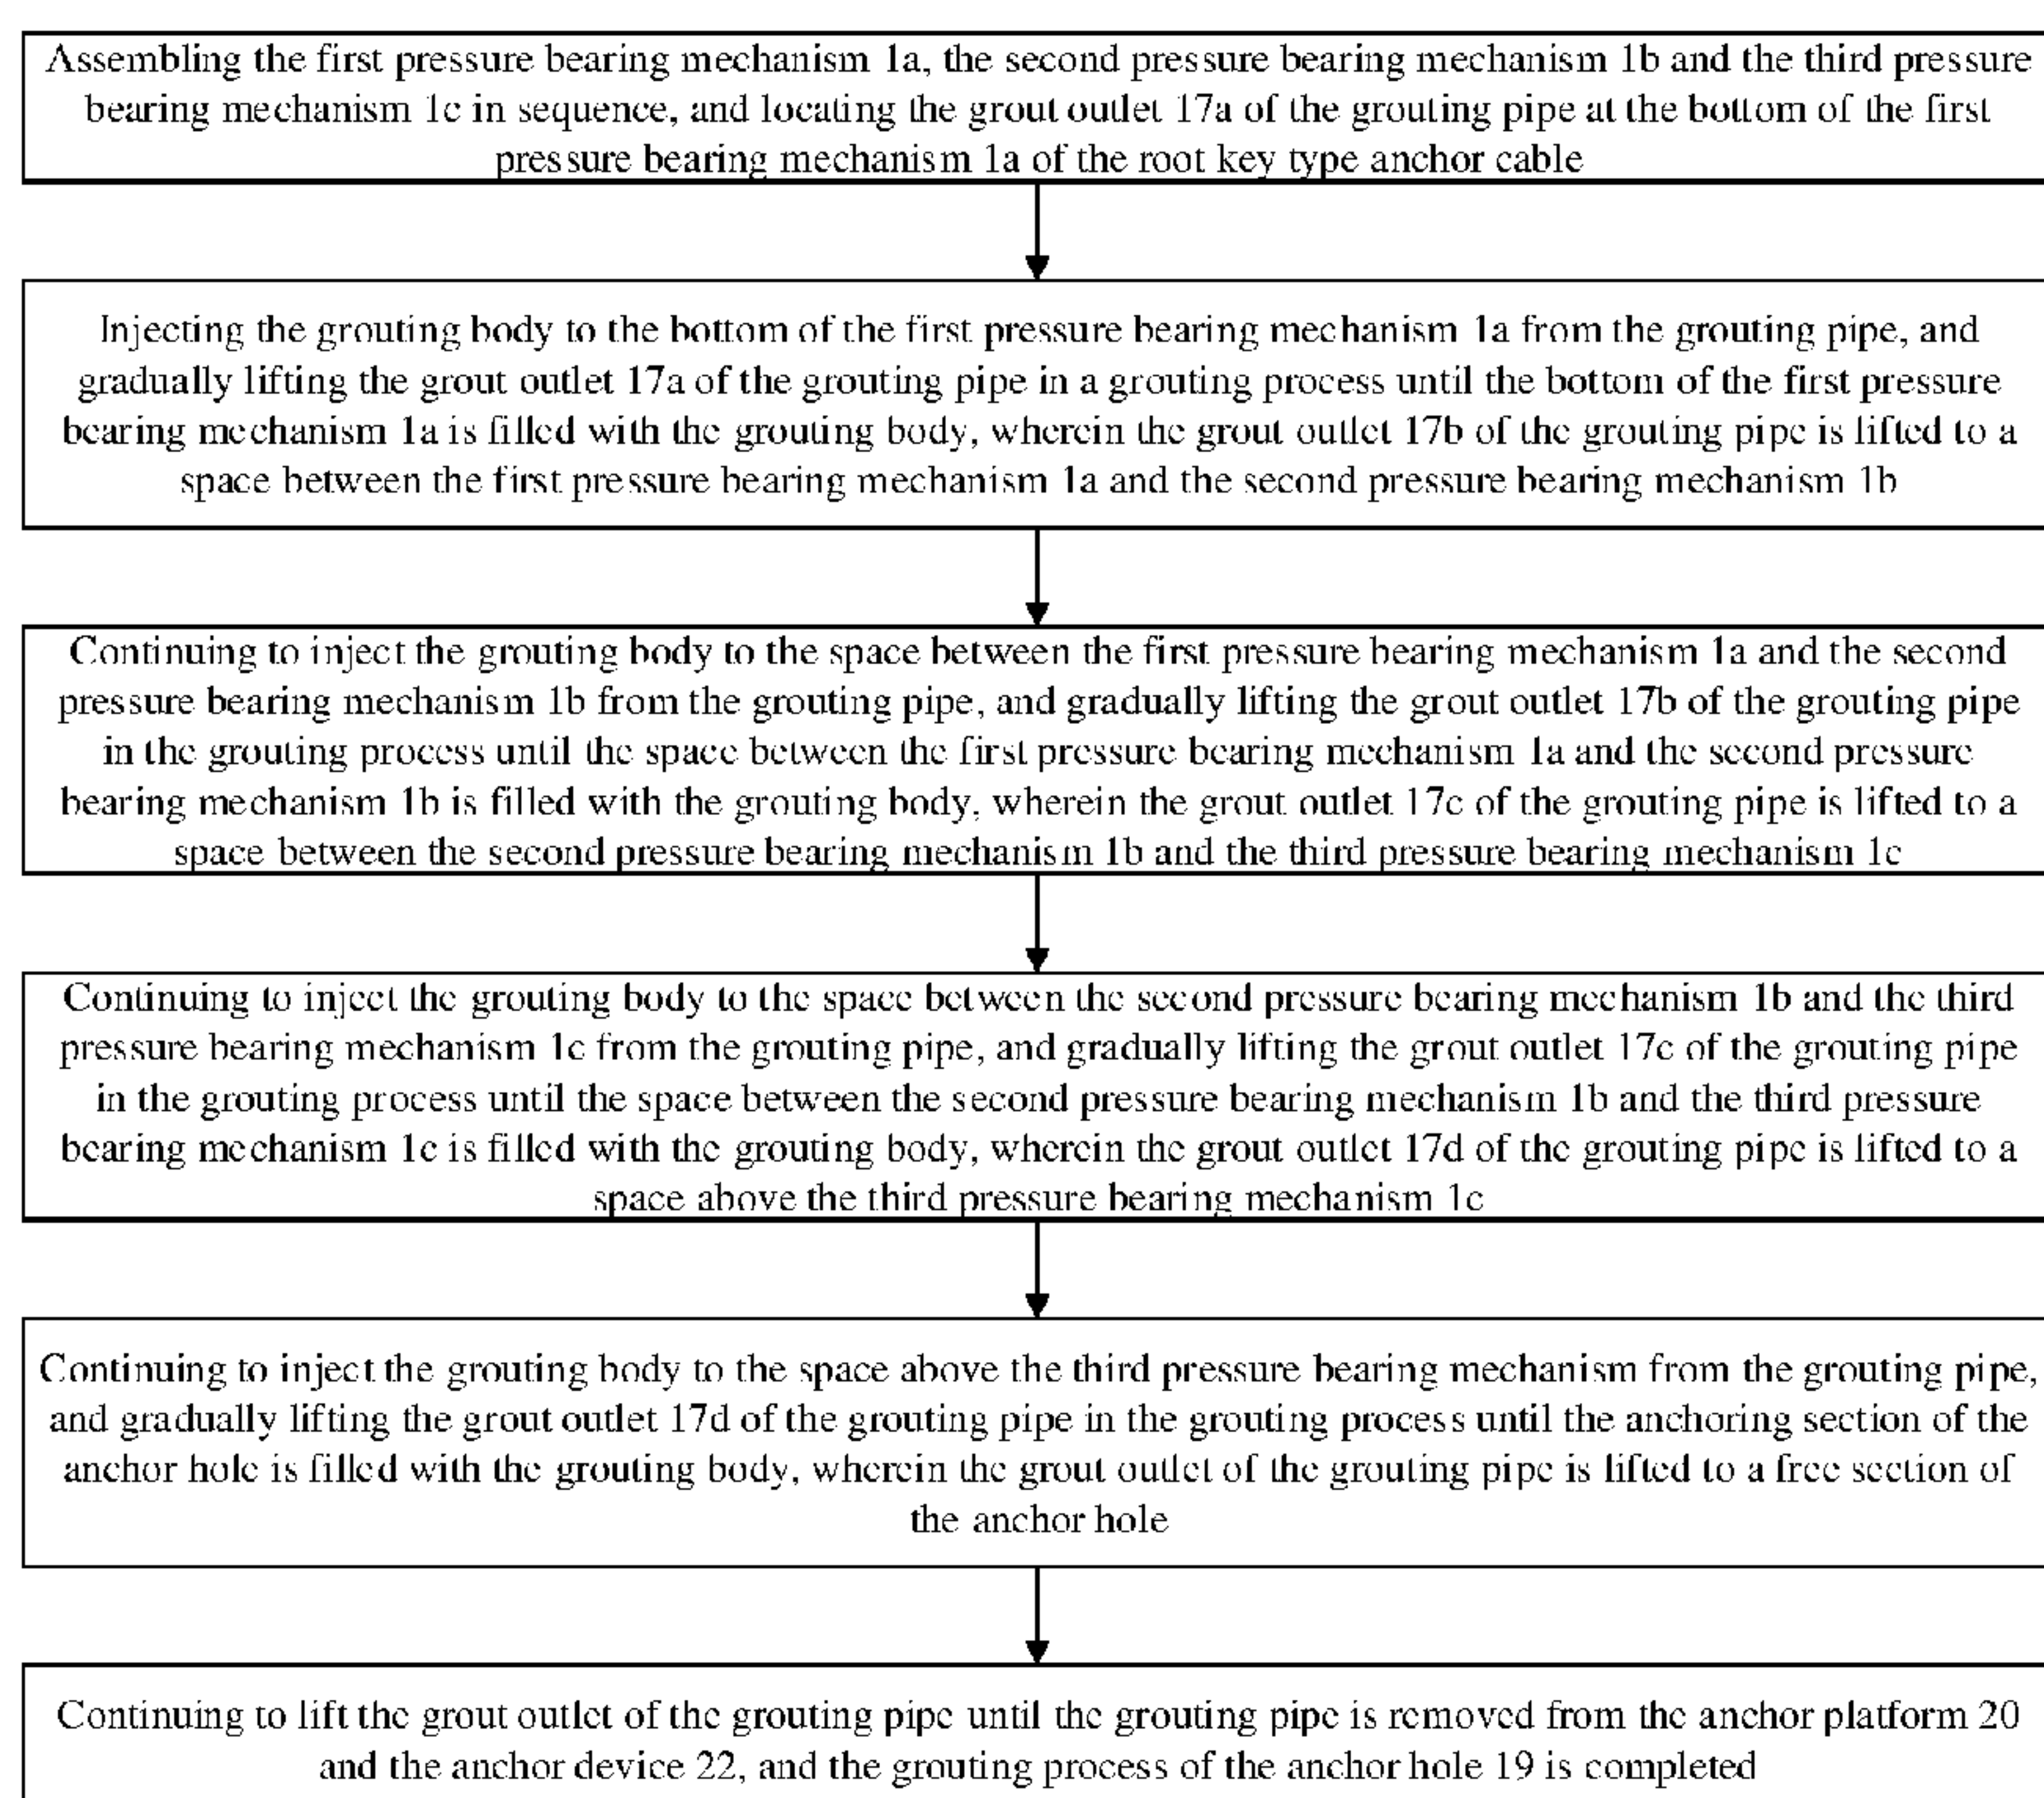 Assembling the first pressure bearing mechanism 1a, the second pressure bearing mechanism 1b and the third pressure
bearing mechanism 1c in sequence, and locating the grout outlet 17a of the grouting pipe at the bottom of the first
pressure bearing mechanism 1a of the root key type anchor cable
Injecting the grouting body to the bottom of the first pressure bearing mechanism 1a from the grouting pipe, and
gradually lifting the grout outlet 17a of the grouting pipe in a grouting process until the bottom of the first pressure
bearing mechanism 1a is filled with the grouting body, wherein the grout outlet 17b of the grouting pipe is lifted to a
space between the first pressure bearing mechanism 1a and the second pressure bearing mechanism 1b
Continuing to inject the grouting body to the space between the first pressure bearing mechanism 1a and the second
pressure bearing mechanism 1b from the grouting pipe, and gradually lifting the grout outlet 17b of the grouting pipe
in the grouting process until the space between the first pressure bearing mechanism 1a and the second pressure
bearing mechanism 1b is filled with the grouting body, wherein the grout outlet 17c of the grouting pipe is lifted to a
space between the second pressure bearing mechanism 1b and the third pressure bearing mechanism 1c
Continuing to inject the grouting body to the space between the second pressure bearing mechanism 1b and the third
pressure bearing mechanism 1c from the grouting pipe, and gradually lifting the grout outlet 17c of the grouting pipe
in the grouting process until the space between the second pressure bearing mechanism 1b and the third pressure
bearing mechanism 1c is filled with the grouting body, wherein the grout outlet 17d of the grouting pipe is lifted to a
space above the third pressure bearing mechanism 1c
Continuing to inject the grouting body to the space above the third pressure bearing mechanism from the grouting pipe,
and gradually lifting the grout outlet 17d of the grouting pipe in the grouting process until the anchoring section of the
anchor hole is filled with the grouting body, wherein the grout outlet of the grouting pipe is lifted to a free section of
the anchor hole
Continuing to lift the grout outlet of the grouting pipe until the grouting pipe is removed from the anchor platform 20
and the anchor device 22, and the grouting process of the anchor hole 19 is completed